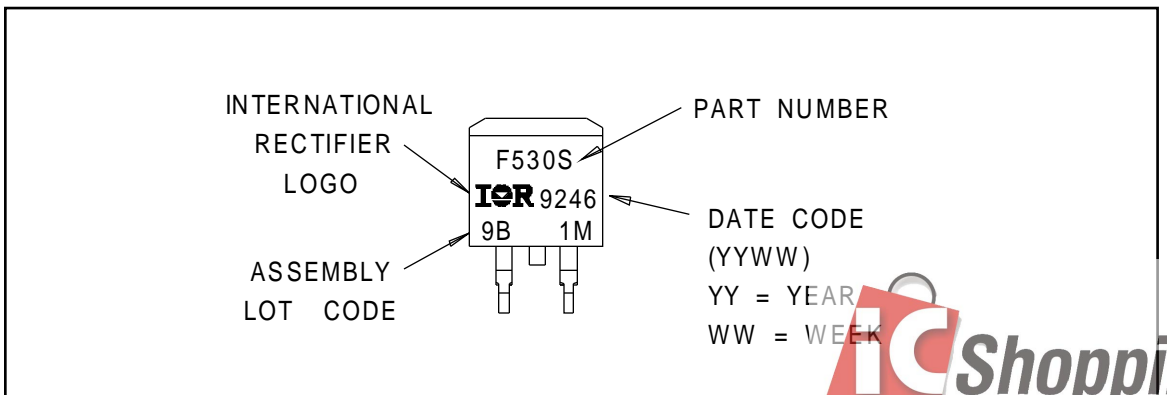 INTERNATIONAL
RECTIFIER
LOGO
ASSEMBLY
LOT CODE
F530S
IOR 9246
9B 1M
PART NUMBER
DATE CODE
(YYWW)
YY = YEAR
WW = WEEK
iC Shoppi